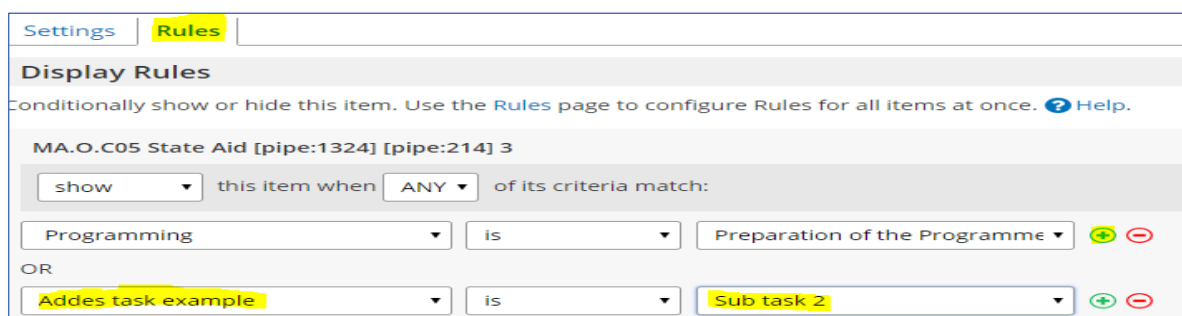 Settings Rules
Display Rules
Conditionally show or hide this item. Use the Rules page to configure Rules for all items at once. ? Help.
MA.O.C05 State Aid [pipe:1324] [pipe:214] 3
show this item when ANY of its criteria match:
Programming is Preparation of the Programme
OR
Addes task example is Sub task 2